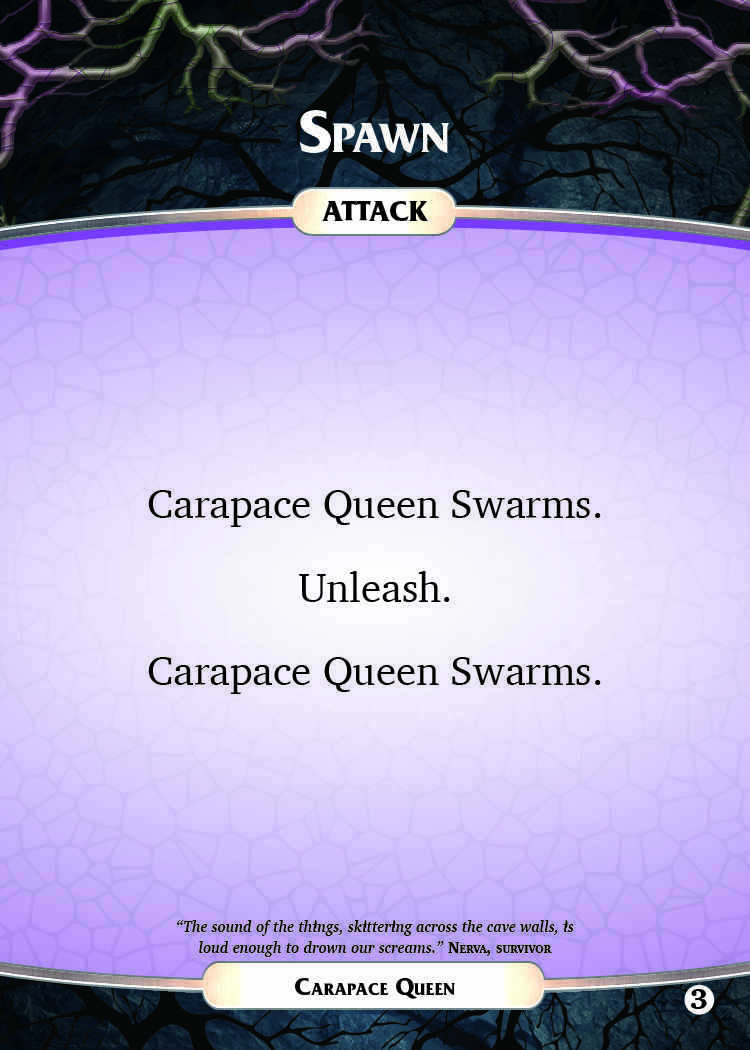 Spawn
ATTACK
Carapace Queen Swarms.
Unleash.
Carapace Queen Swarms.
“The sound of the things, skittering across the cave walls, is
loud enough to drown our screams.” Nerva, survivor
Carapace Queen
3